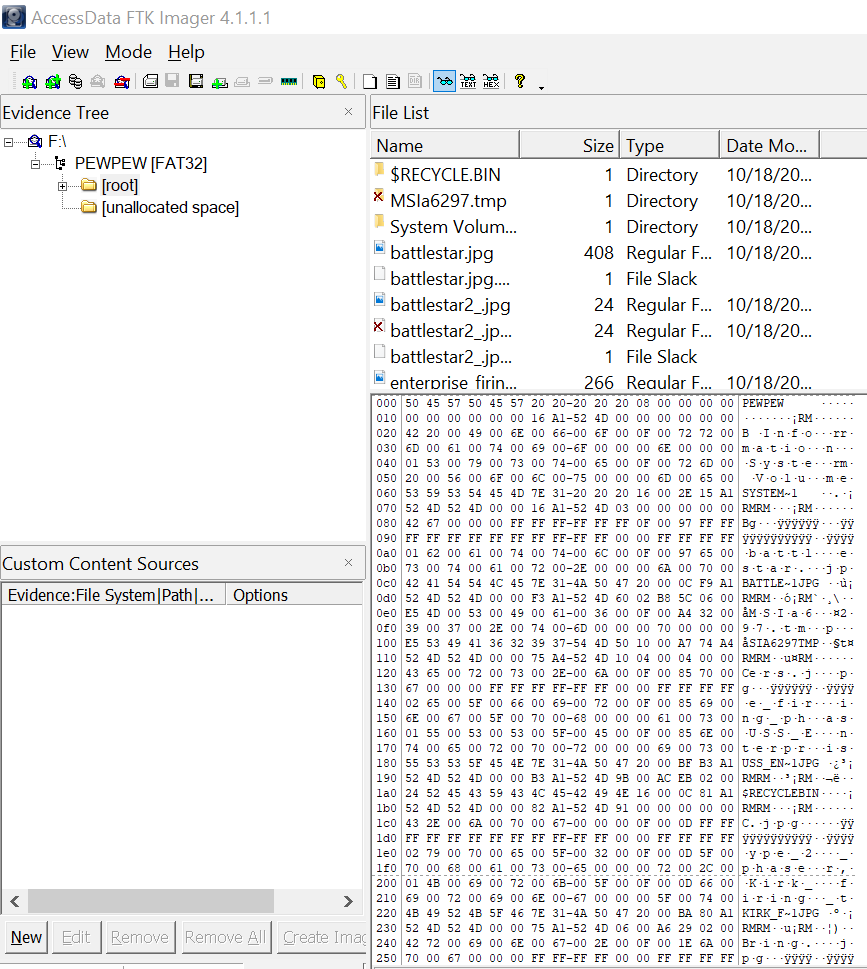 AccessData FTK Imager 4.1.1.1
File View Mode Help
TEXT HEX
Evidence Tree
F:\
PEWPEW [FAT32]
[root]
[unallocated space]
Custom Content Sources
Evidence:File System|Path|... Options
New Edit Remove Remove All Create Imag
File List
Name Size Type Date Mo...
$RECYCLE.BIN 1 Directory 10/18/20...
MSIa6297.tmp 1 Directory 10/18/20...
System Volum... 1 Directory 10/18/20...
battlestar.jpg 408 Regular F... 10/18/20...
battlestar.jpg.... 1 File Slack
battlestar2_.jpg 24 Regular F... 10/18/20...
battlestar2_.jp... 24 Regular F... 10/18/20...
battlestar2_.jp... 1 File Slack
enterprise_firin... 266 Regular F... 10/18/20...
000 50 45 57 50 45 57 20 20-20 20 20 08 00 00 00 00 PEWPEW     ·····
010 00 00 00 00 00 00 16 A1-52 4D 00 00 00 00 00 00 ·······¡RM······
020 42 20 00 49 00 6E 00 66-00 6F 00 0F 00 72 72 00 B ·I·n·f·o···rr·
030 6D 00 61 00 74 00 69 00-6F 00 00 00 6E 00 00 00 m·a·t·i·o···n···
040 01 53 00 79 00 73 00 74-00 65 00 0F 00 72 6D 00 ·S·y·s·t·e···rm·
050 20 00 56 00 6F 00 6C 00-75 00 00 00 6D 00 65 00  ·V·o·l·u···m·e·
060 53 59 53 54 45 4D 7E 31-20 20 20 16 00 2E 15 A1 SYSTEM~1   ··.·¡
070 52 4D 52 4D 00 00 16 A1-52 4D 03 00 00 00 00 00 RMRM···¡RM······
080 42 67 00 00 00 FF FF FF-FF FF FF 0F 00 97 FF FF Bg···ÿÿÿÿÿÿ···ÿÿ
090 FF FF FF FF FF FF FF FF-FF FF 00 00 FF FF FF FF ÿÿÿÿÿÿÿÿÿÿ··ÿÿÿÿ
0a0 01 62 00 61 00 74 00 74-00 6C 00 0F 00 97 65 00 ·b·a·t·t·l····e·
0b0 73 00 74 00 61 00 72 00-2E 00 00 00 6A 00 70 00 s·t·a·r·.···j·p·
0c0 42 41 54 54 4C 45 7E 31-4A 50 47 20 00 0C F9 A1 BATTLE~1JPG ··ù¡
0d0 52 4D 52 4D 00 00 F3 A1-52 4D 60 02 B8 5C 06 00 RMRM··ó¡RM`·¸\··
0e0 E5 4D 00 53 00 49 00 61-00 36 00 0F 00 A4 32 00 åM·S·I·a·6···¤2·
0f0 39 00 37 00 2E 00 74 00-6D 00 00 00 70 00 00 00 9·7·.·t·m···p···
100 E5 53 49 41 36 32 39 37-54 4D 50 10 00 A7 74 A4 åSIA6297TMP··§t¤
110 52 4D 52 4D 00 00 75 A4-52 4D 10 04 00 04 00 00 RMRM··u¤RM······
120 43 65 00 72 00 73 00 2E-00 6A 00 0F 00 85 70 00 Ce·r·s·.·j····p·
130 67 00 00 00 FF FF FF FF-FF FF 00 00 FF FF FF FF g···ÿÿÿÿÿÿ··ÿÿÿÿ
140 02 65 00 5F 00 66 00 69-00 72 00 0F 00 85 69 00 ·e·_·f·i·r····i·
150 6E 00 67 00 5F 00 70 00-68 00 00 00 61 00 73 00 n·g·_·p·h···a·s·
160 01 55 00 53 00 53 00 5F-00 45 00 0F 00 85 6E 00 ·U·S·S·_·E····n·
170 74 00 65 00 72 00 70 00-72 00 00 00 69 00 73 00 t·e·r·p·r···i·s·
180 55 53 53 5F 45 4E 7E 31-4A 50 47 20 00 BF B3 A1 USS_EN~1JPG ·¿³¡
190 52 4D 52 4D 00 00 B3 A1-52 4D 9B 00 AC EB 02 00 RMRM··³¡RM··¬ë··
1a0 24 52 45 43 59 43 4C 45-42 49 4E 16 00 0C 81 A1 $RECYCLEBIN····¡
1b0 52 4D 52 4D 00 00 82 A1-52 4D 91 00 00 00 00 00 RMRM···¡RM······
1c0 43 2E 00 6A 00 70 00 67-00 00 00 0F 00 0D FF FF C.·j·p·g······ÿÿ
1d0 FF FF FF FF FF FF FF FF-FF FF 00 00 FF FF FF FF ÿÿÿÿÿÿÿÿÿÿ··ÿÿÿÿ
1e0 02 79 00 70 00 65 00 5F-00 32 00 0F 00 0D 5F 00 ·y·p·e·_·2····_·
1f0 70 00 68 00 61 00 73 00-65 00 00 00 72 00 2C 00 p·h·a·s·e···r·,·
200 01 4B 00 69 00 72 00 6B-00 5F 00 0F 00 0D 66 00 ·K·i·r·k·_····f·
210 69 00 72 00 69 00 6E 00-67 00 00 00 5F 00 74 00 i·r·i·n·g···_·t·
220 4B 49 52 4B 5F 46 7E 31-4A 50 47 20 00 BA 80 A1 KIRK_F~1JPG ·º·¡
230 52 4D 52 4D 00 00 75 A1-52 4D 06 00 A6 29 02 00 RMRM··u¡RM··¦)··
240 42 72 00 69 00 6E 00 67-00 2E 00 0F 00 1E 6A 00 Br·i·n·g·.····j·
250 70 00 67 00 00 00 FF FF-FF FF 00 00 FF FF FF FF p·g···ÿÿÿÿ··ÿÿÿÿ